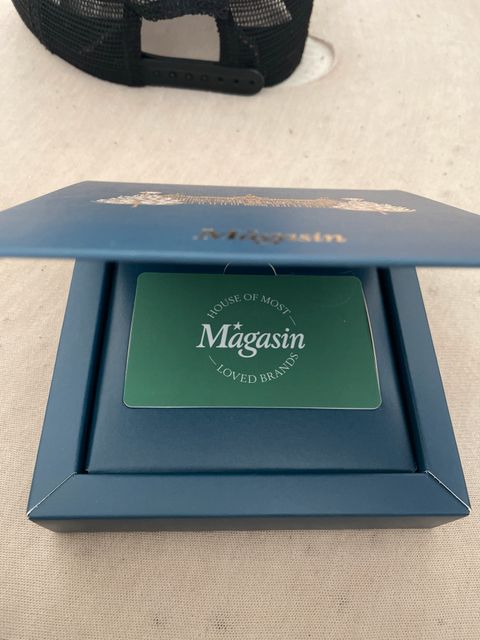 Magasin
HOUSE OF MOST
Magasin
LOVED BRANDS